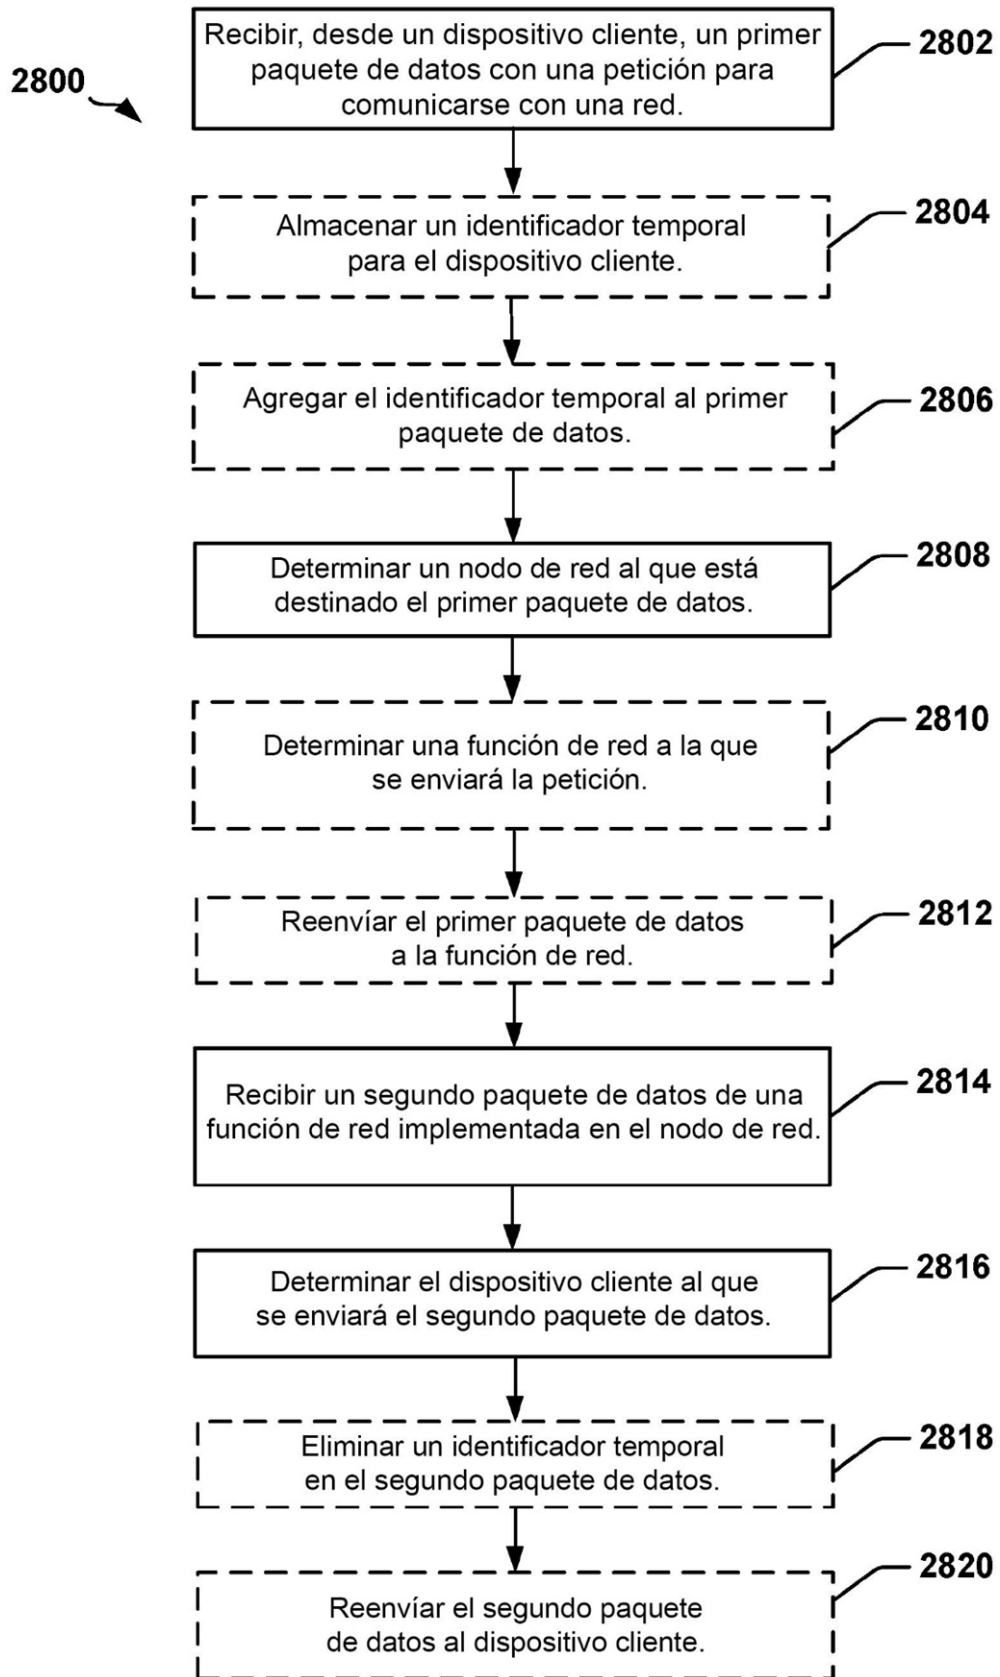 2800
Recibir, desde un dispositivo cliente, un primer
paquete de datos con una petición para
comunicarse con una red.
2802
Almacenar un identificador temporal
para el dispositivo cliente.
2804
Agregar el identificador temporal al primer
paquete de datos.
2806
Determinar un nodo de red al que está
destinado el primer paquete de datos.
2808
Determinar una función de red a la que
se enviará la petición.
2810
Reenvíar el primer paquete de datos
a la función de red.
2812
Recibir un segundo paquete de datos de una
función de red implementada en el nodo de red.
2814
Determinar el dispositivo cliente al que
se enviará el segundo paquete de datos.
2816
Eliminar un identificador temporal
en el segundo paquete de datos.
2818
Reenvíar el segundo paquete
de datos al dispositivo cliente.
2820